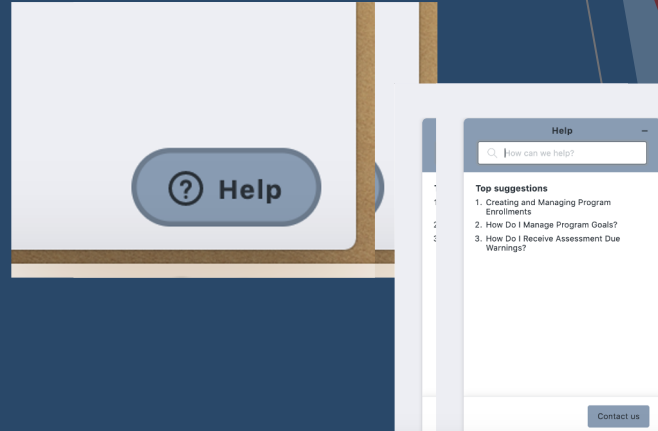 ? Help
Help
How can we help?
Top suggestions
1. Creating and Managing Program
Enrollments
2. How Do I Manage Program Goals?
3. How Do I Receive Assessment Due
Warnings?
Contact us